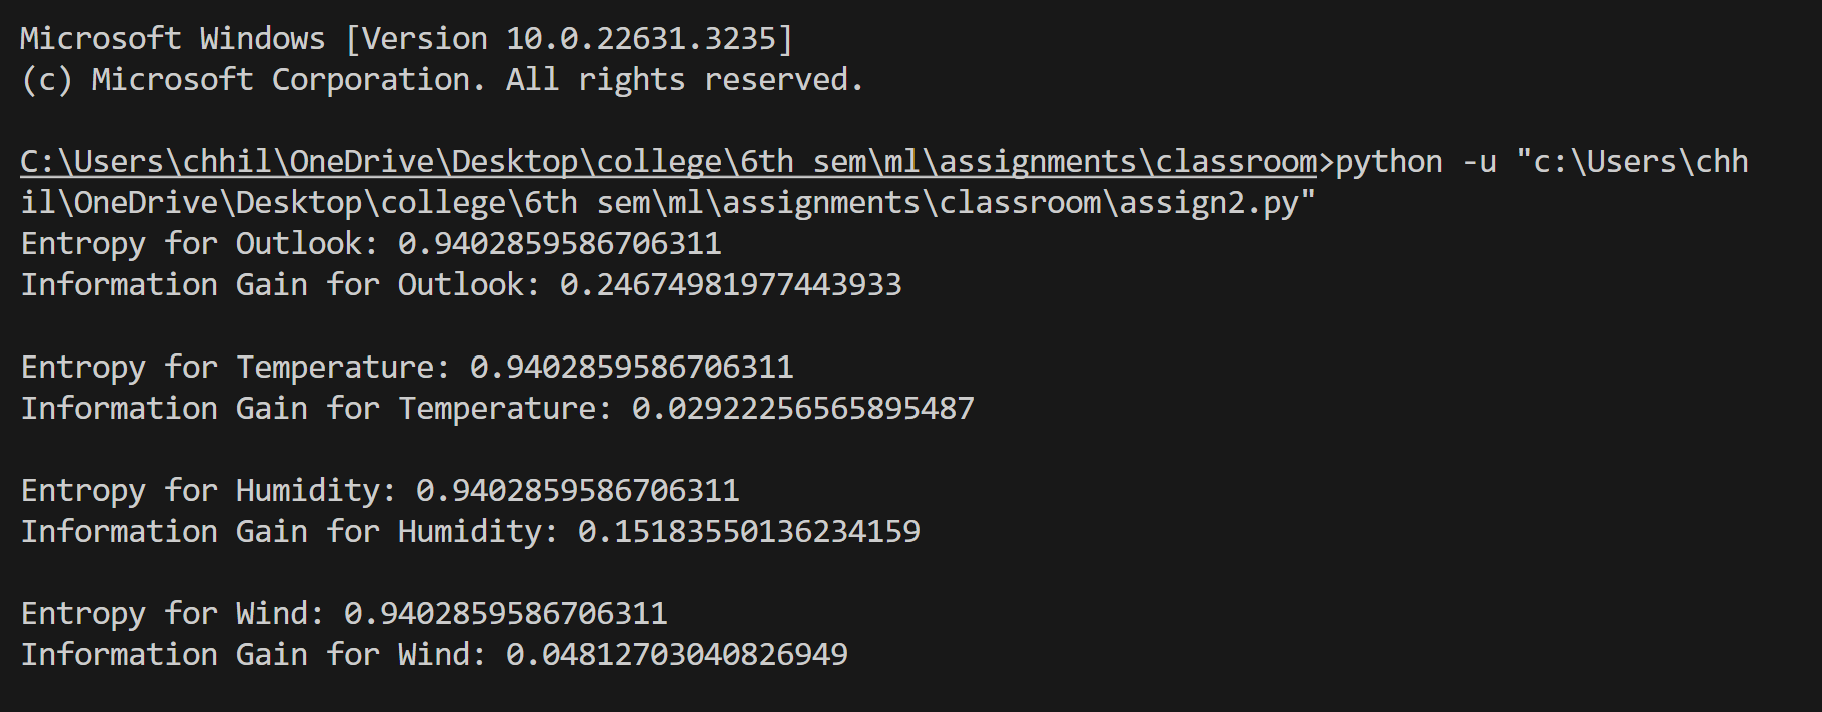 Microsoft Windows [Version 10.0.22631.3235]
(c) Microsoft Corporation. All rights reserved.
C:\Users\chhil\OneDrive\Desktop\college\6th sem\ml\assignments\classroom>python -u "c:\Users\chh
il\OneDrive\Desktop\college\6th sem\ml\assignments\classroom\assign2.py"
Entropy for Outlook: 0.9402859586706311
Information Gain for Outlook: 0.24674981977443933
Entropy for Temperature: 0.9402859586706311
Information Gain for Temperature: 0.02922256565895487
Entropy for Humidity: 0.9402859586706311
Information Gain for Humidity: 0.15183550136234159
Entropy for Wind: 0.9402859586706311
Information Gain for Wind: 0.04812703040826949